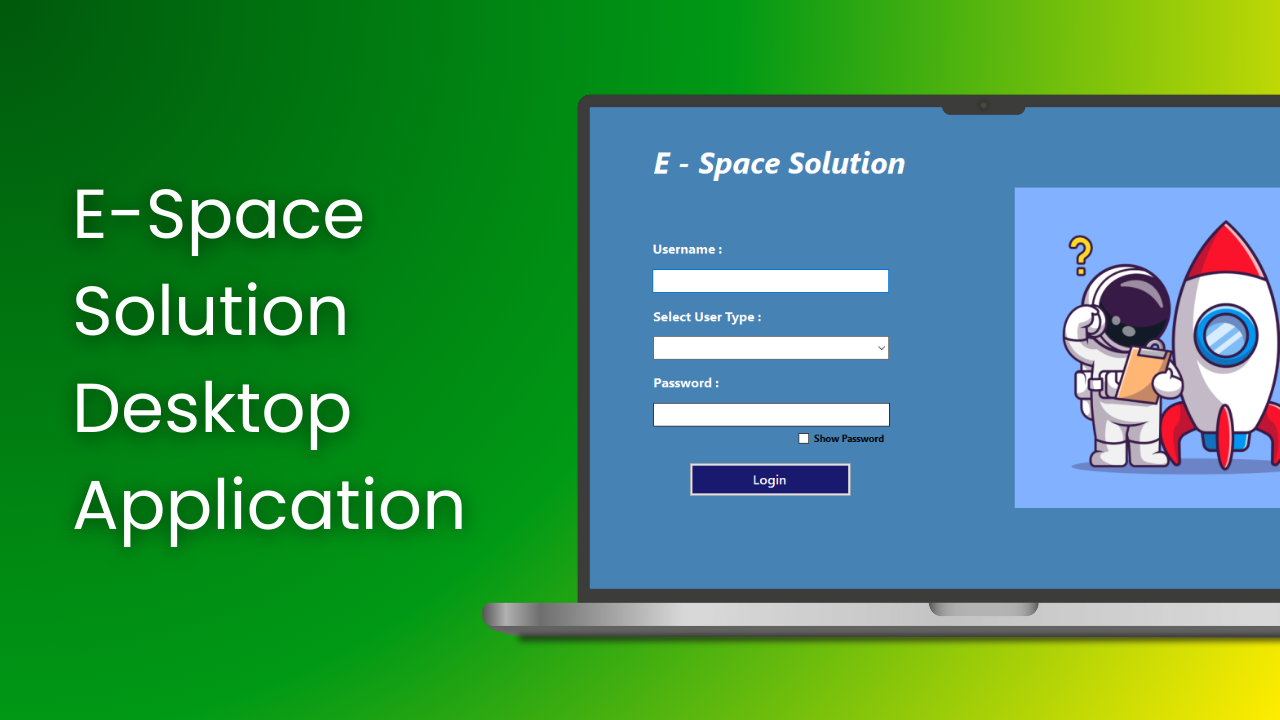 E-Space
Solution
Desktop
Application
E - Space Solution
Username :
Select User Type :
Password :
Show Password
Login
?